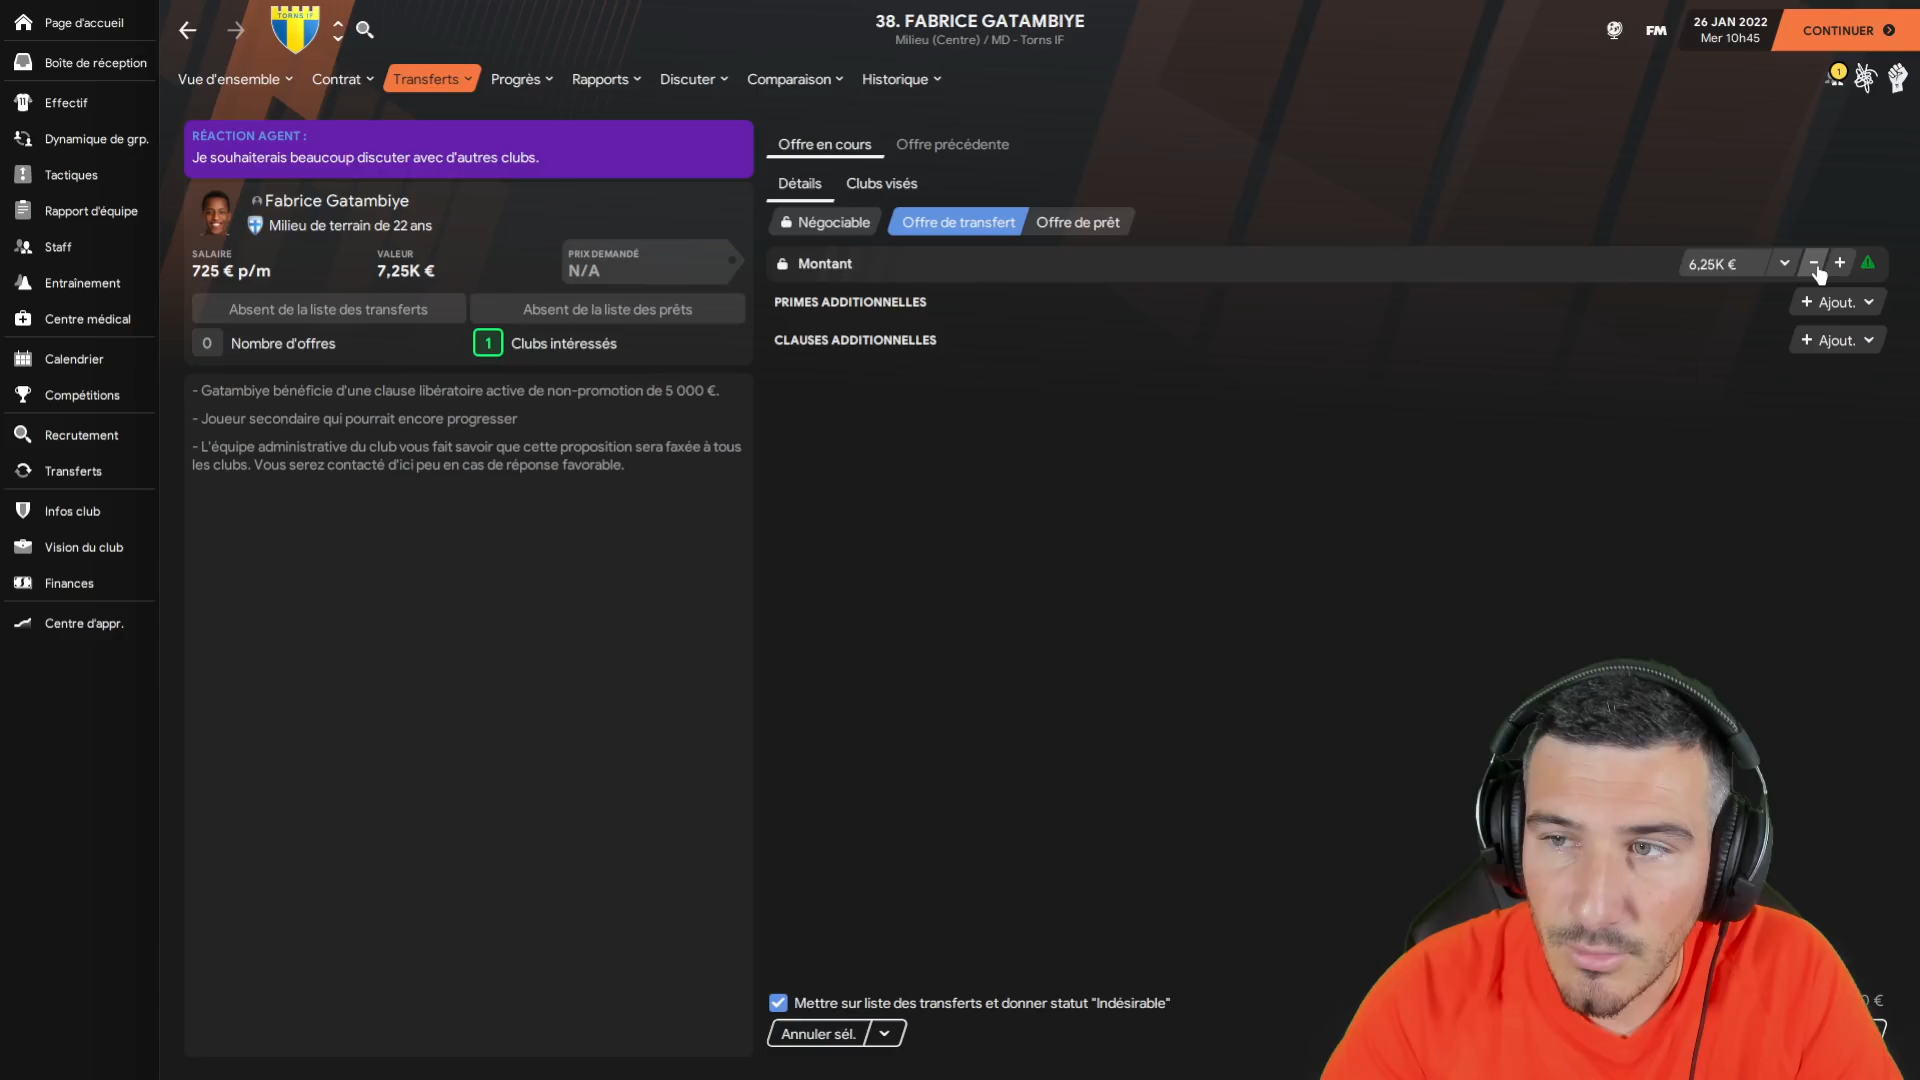 Page d'accueil
Boîte de réception
Effectif
Dynamique de grp.
Tactiques
Rapport d'équipe
Staff
Entraînement
Centre médical
Calendrier
Compétitions
Recrutement
Transferts
Infos club
Vision du club
Finances
Centre d'appr.
TORNS IF
38. FABRICE GATAMBIYE
Milieu (Centre) / MD - Torns IF
FM
26 JAN 2022
Mer 10h45
CONTINUER
Vue d'ensemble
Contrat
Transferts
Progrès
Rapports
Discuter
Comparaison
Historique
1
RÉACTION AGENT :
Je souhaiterais beaucoup discuter avec d'autres clubs.
Fabrice Gatambiye
Milieu de terrain de 22 ans
SALAIRE
725 € p/m
VALEUR
7,25K €
PRIX DEMANDÉ
N/A
Absent de la liste des transferts
Absent de la liste des prêts
0 Nombre d'offres
1 Clubs intéressés
- Gatambiye bénéficie d'une clause libératoire active de non-promotion de 5 000 €.
- Joueur secondaire qui pourrait encore progresser
- L'équipe administrative du club vous fait savoir que cette proposition sera faxée à tous
les clubs. Vous serez contacté d'ici peu en cas de réponse favorable.
Offre en cours
Offre précédente
Détails
Clubs visés
Négociable
Offre de transfert
Offre de prêt
Montant
6,25K €
PRIMES ADDITIONNELLES
+ Ajout.
CLAUSES ADDITIONNELLES
+ Ajout.
Mettre sur liste des transferts et donner statut "Indésirable"
Annuler sél.